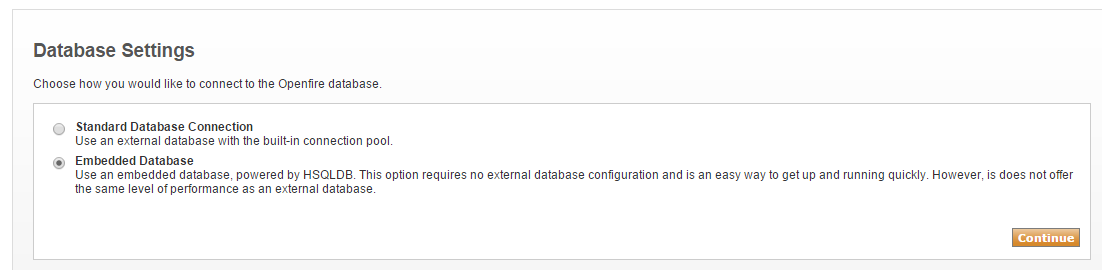 Database Settings
Choose how you would like to connect to the Openfire database.
Standard Database Connection
Use an external database with the built-in connection pool.
Embedded Database
Use an embedded database, powered by HSQLDB. This option requires no external database configuration and is an easy way to get up and running quickly. However, is does not offer
the same level of performance as an external database.
Continue